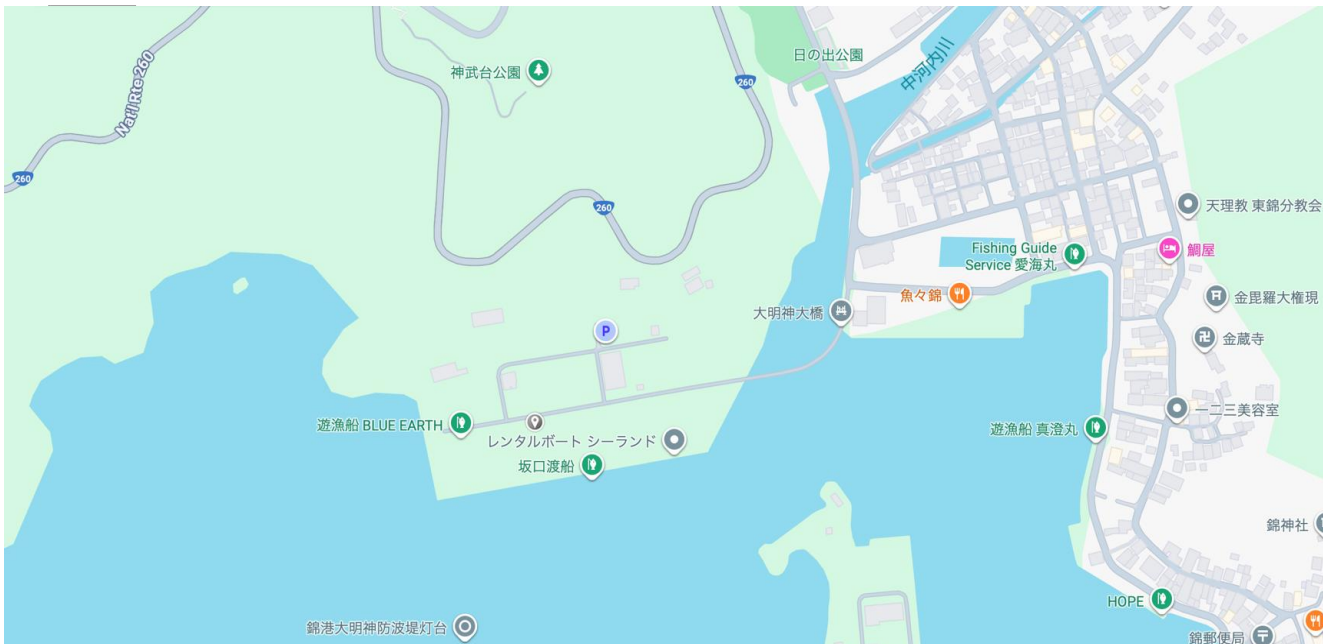 日の出公園
中河内川
神武台公園
260
Nat'l Rte 260
260
260
天理教 東錦分教会
Fishing Guide
Service 愛海丸
鯛屋
魚々錦
金毘羅大権現
大明神大橋
P
金蔵寺
一二三美容室
遊漁船 BLUE EARTH
遊漁船 真澄丸
レンタルボート シーランド
坂口渡船
錦神社
HOPE
錦港大明神防波堤灯台
錦郵便局